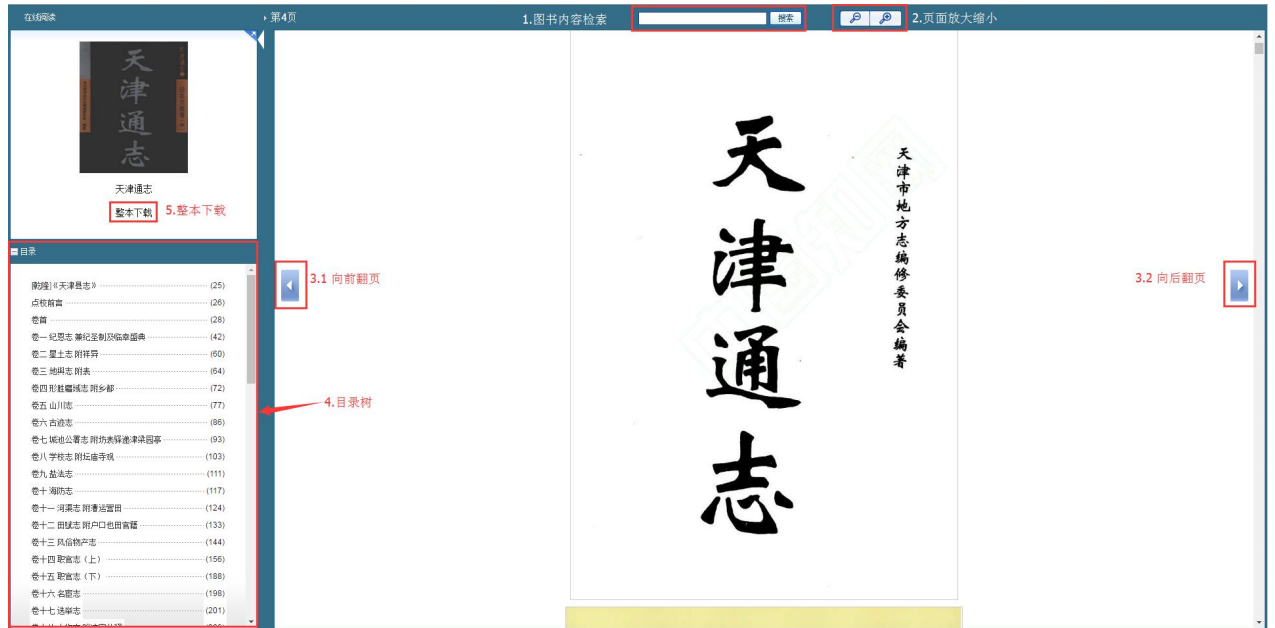 在线阅读
第4页
1.图书内容检索
搜索
2.页面放大缩小
天津通志
天津通志
整本下载
5.整本下载
目录
[乾隆]《天津县志》 (25)
点校前言 (26)
卷首 (28)
卷一 纪恩志 兼纪圣制及临幸盛典 (42)
卷二 星土志 附祥异 (60)
卷三 地舆志 附表 (64)
卷四 形胜疆域志 附乡都 (72)
卷五 山川志 (77)
卷六 古迹志 (86)
卷七 城池公署志 附坊表驿递津梁园亭 (93)
卷八 学校志 附坛庙寺观 (103)
卷九 盐法志 (111)
卷十 海防志 (117)
卷十一 河渠志 附漕运营田 (124)
卷十二 田赋志 附户口屯田官籍 (133)
卷十三 风俗物产志 (144)
卷十四 职官志（上） (156)
卷十五 职官志（下） (188)
卷十六 名宦志 (198)
卷十七 选举志 (201)
3.1 向前翻页
4.目录树
天津通志
天津市地方志编修委员会编著
3.2 向后翻页